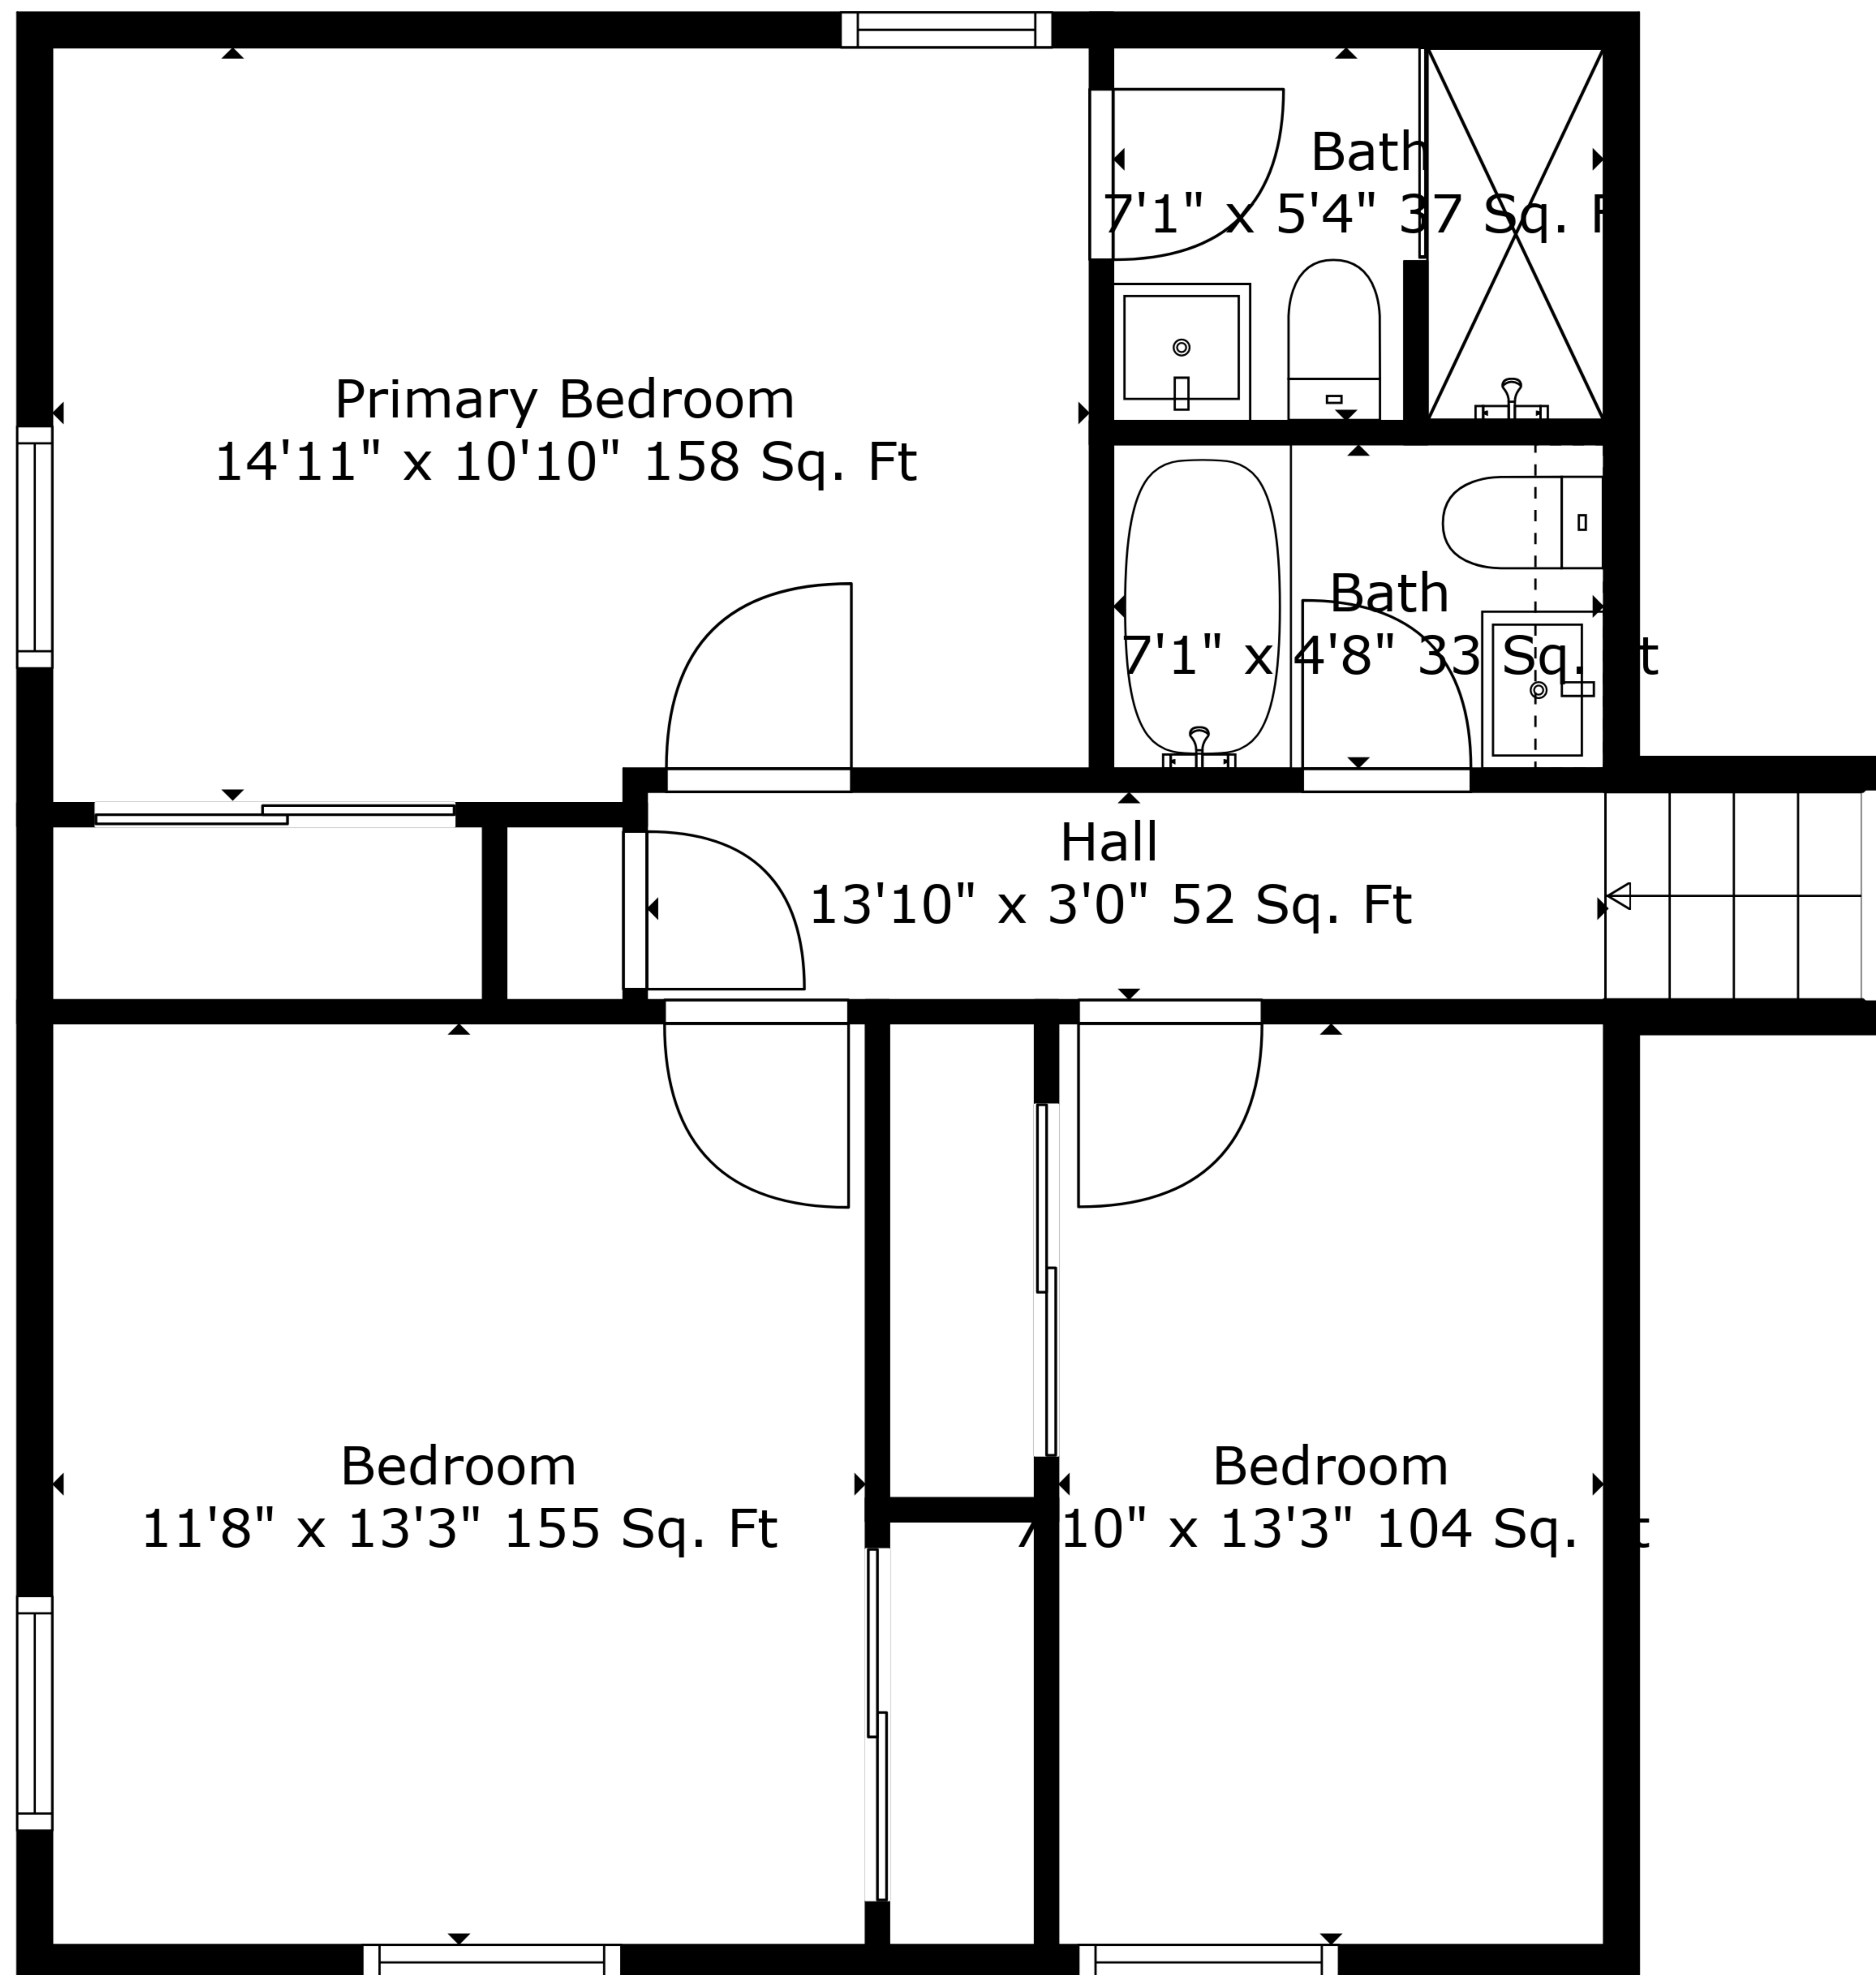 Bath
7'1" x 5'4" 37 Sq. F
Primary Bedroom
14'11" x 10'10" 158 Sq. Ft
Bath
7'1" x 4'8" 33 Sq. t
Hall
13'10" x 3'0" 52 Sq. Ft
Bedroom
11'8" x 13'3" 155 Sq. Ft
Bedroom
7'10" x 13'3" 104 Sq. t